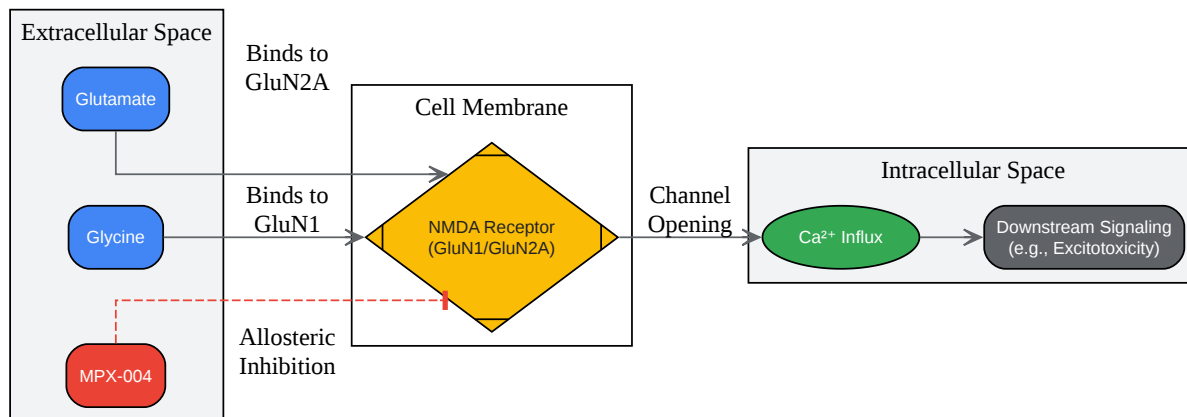 Extracellular Space
Glutamate
Glycine
MPX-004
Binds to
GluN2A
Binds to
GluN1
Allosteric
Inhibition
Cell Membrane
NMDA Receptor
(GluN1/GluN2A)
Channel
Opening
Intracellular Space
Ca²⁺ Influx
Downstream Signaling
(e.g., Excitotoxicity)